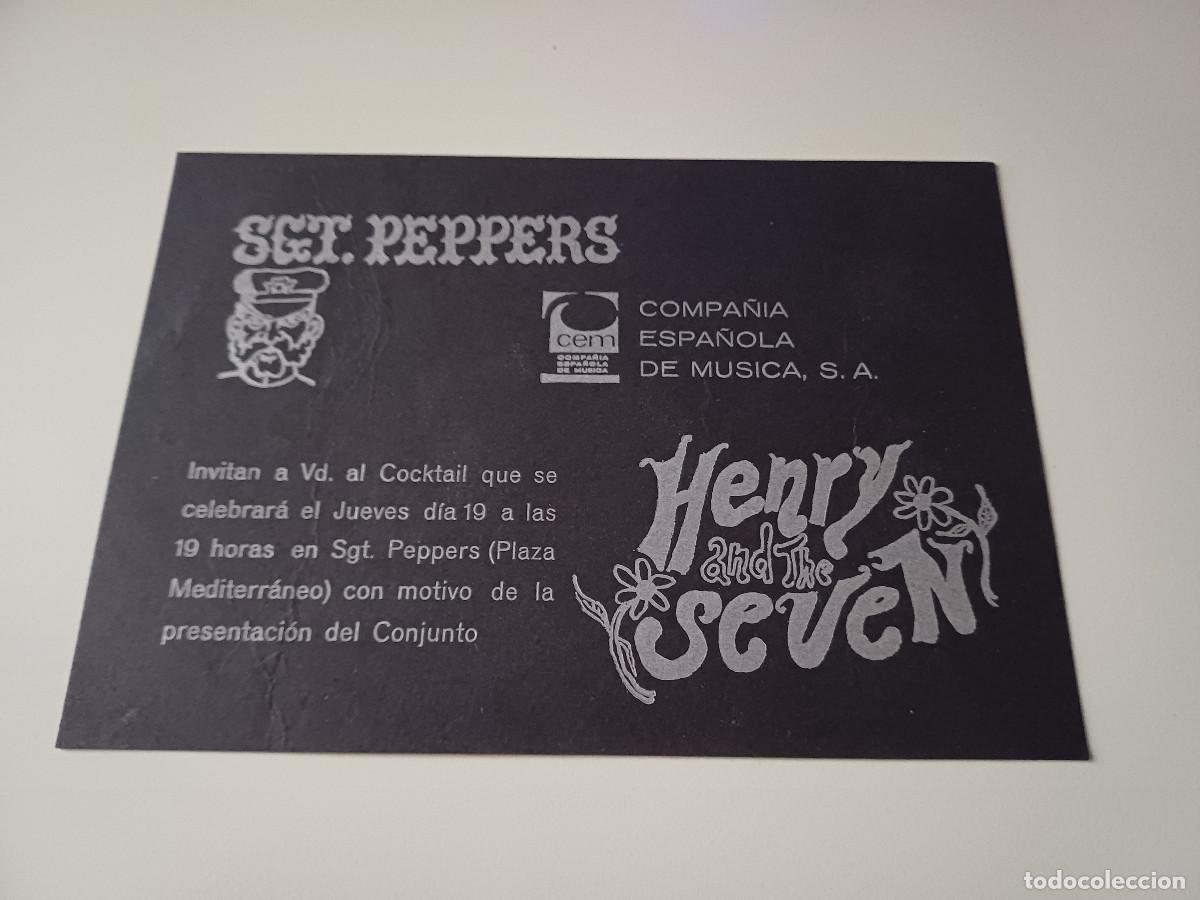 SGT. PEPPERS
cem
COMPAÑIA
ESPAÑOLA
DE MUSICA
COMPAÑIA
ESPAÑOLA
DE MUSICA, S. A.
Invitan a Vd. al Cocktail que se
celebrará el Jueves día 19 a las
19 horas en Sgt. Peppers (Plaza
Mediterráneo) con motivo de la
presentación del Conjunto
Henry
and The
Seven
todocoleccion